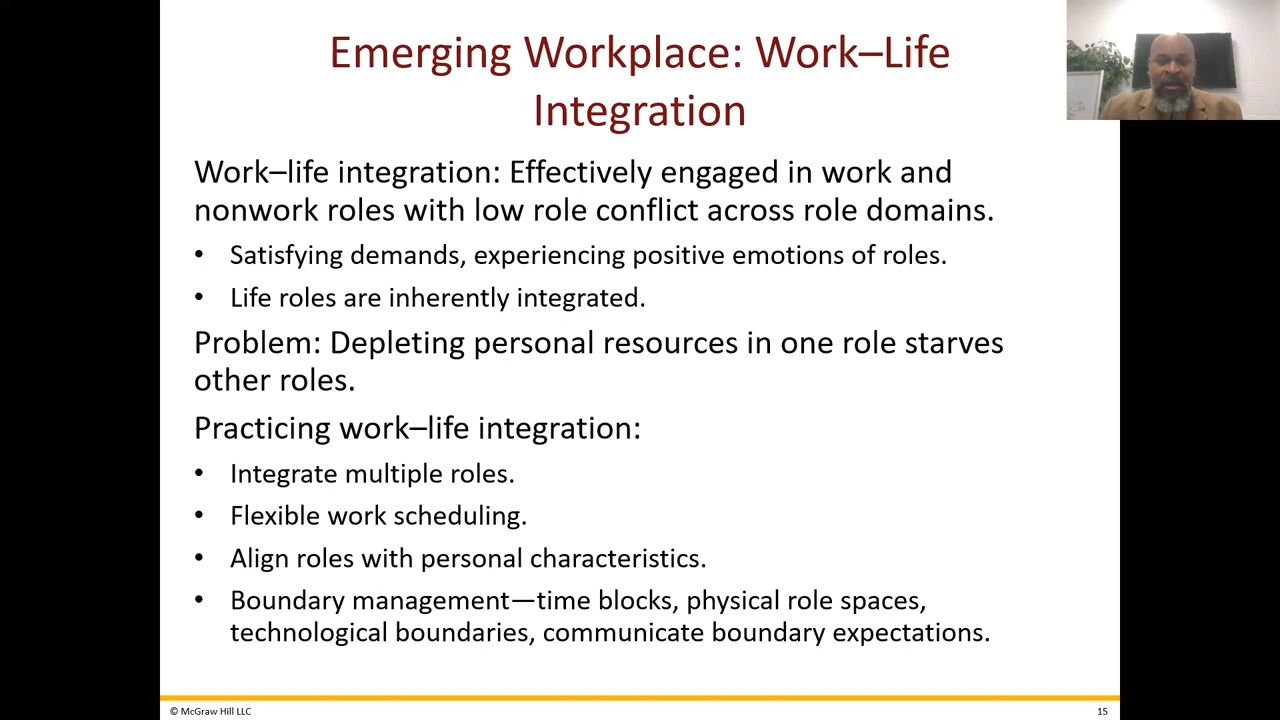 Emerging Workplace: Work–Life
Integration
Work–life integration: Effectively engaged in work and
nonwork roles with low role conflict across role domains.
• Satisfying demands, experiencing positive emotions of roles.
• Life roles are inherently integrated.
Problem: Depleting personal resources in one role starves
other roles.
Practicing work–life integration:
• Integrate multiple roles.
• Flexible work scheduling.
• Align roles with personal characteristics.
• Boundary management—time blocks, physical role spaces,
technological boundaries, communicate boundary expectations.
© McGraw Hill LLC
15